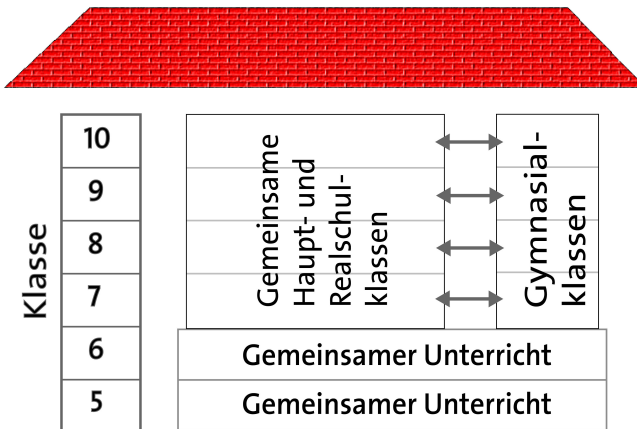 Klasse
10
9
8
7
6
5
Gemeinsame
Haupt- und
Realschul-
klassen
Gymnasial-
klassen
Gemeinsamer Unterricht
Gemeinsamer Unterricht